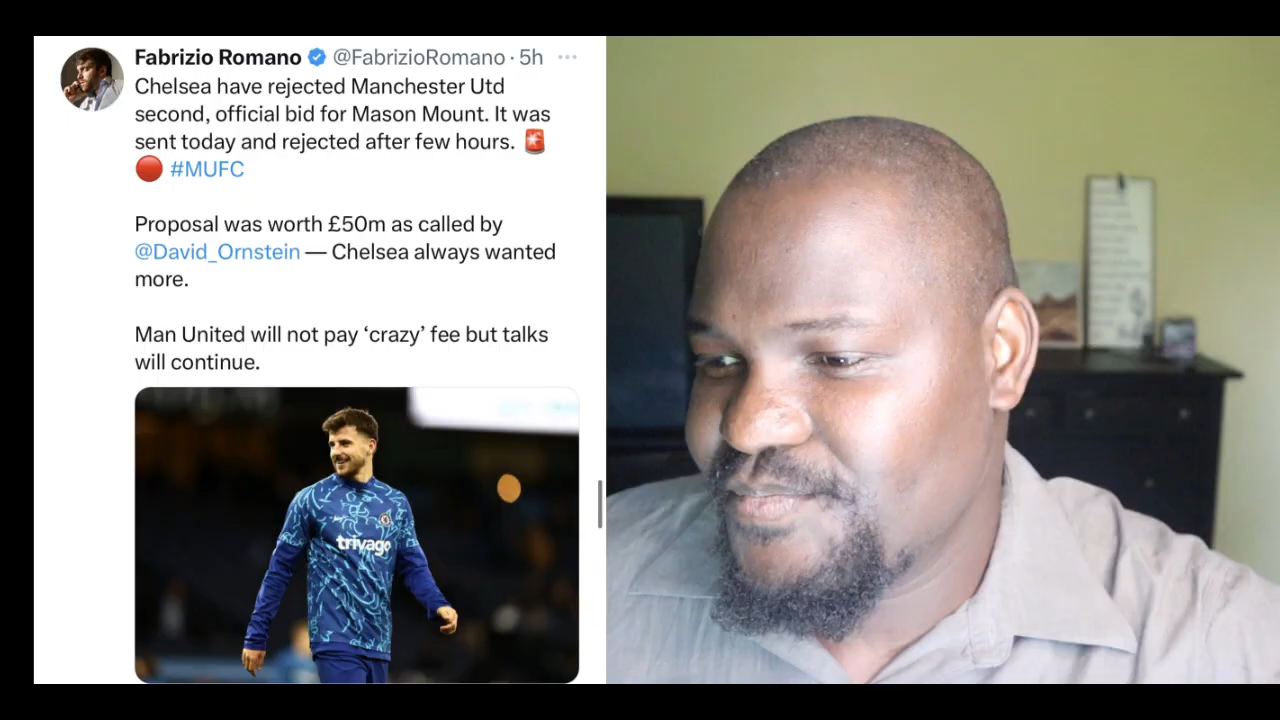 Fabrizio Romano @FabrizioRomano · 5h
Chelsea have rejected Manchester Utd
second, official bid for Mason Mount. It was
sent today and rejected after few hours. 🚨
🔴 #MUFC
Proposal was worth £50m as called by
@David_Ornstein — Chelsea always wanted
more.
Man United will not pay ‘crazy’ fee but talks
will continue.
trivago